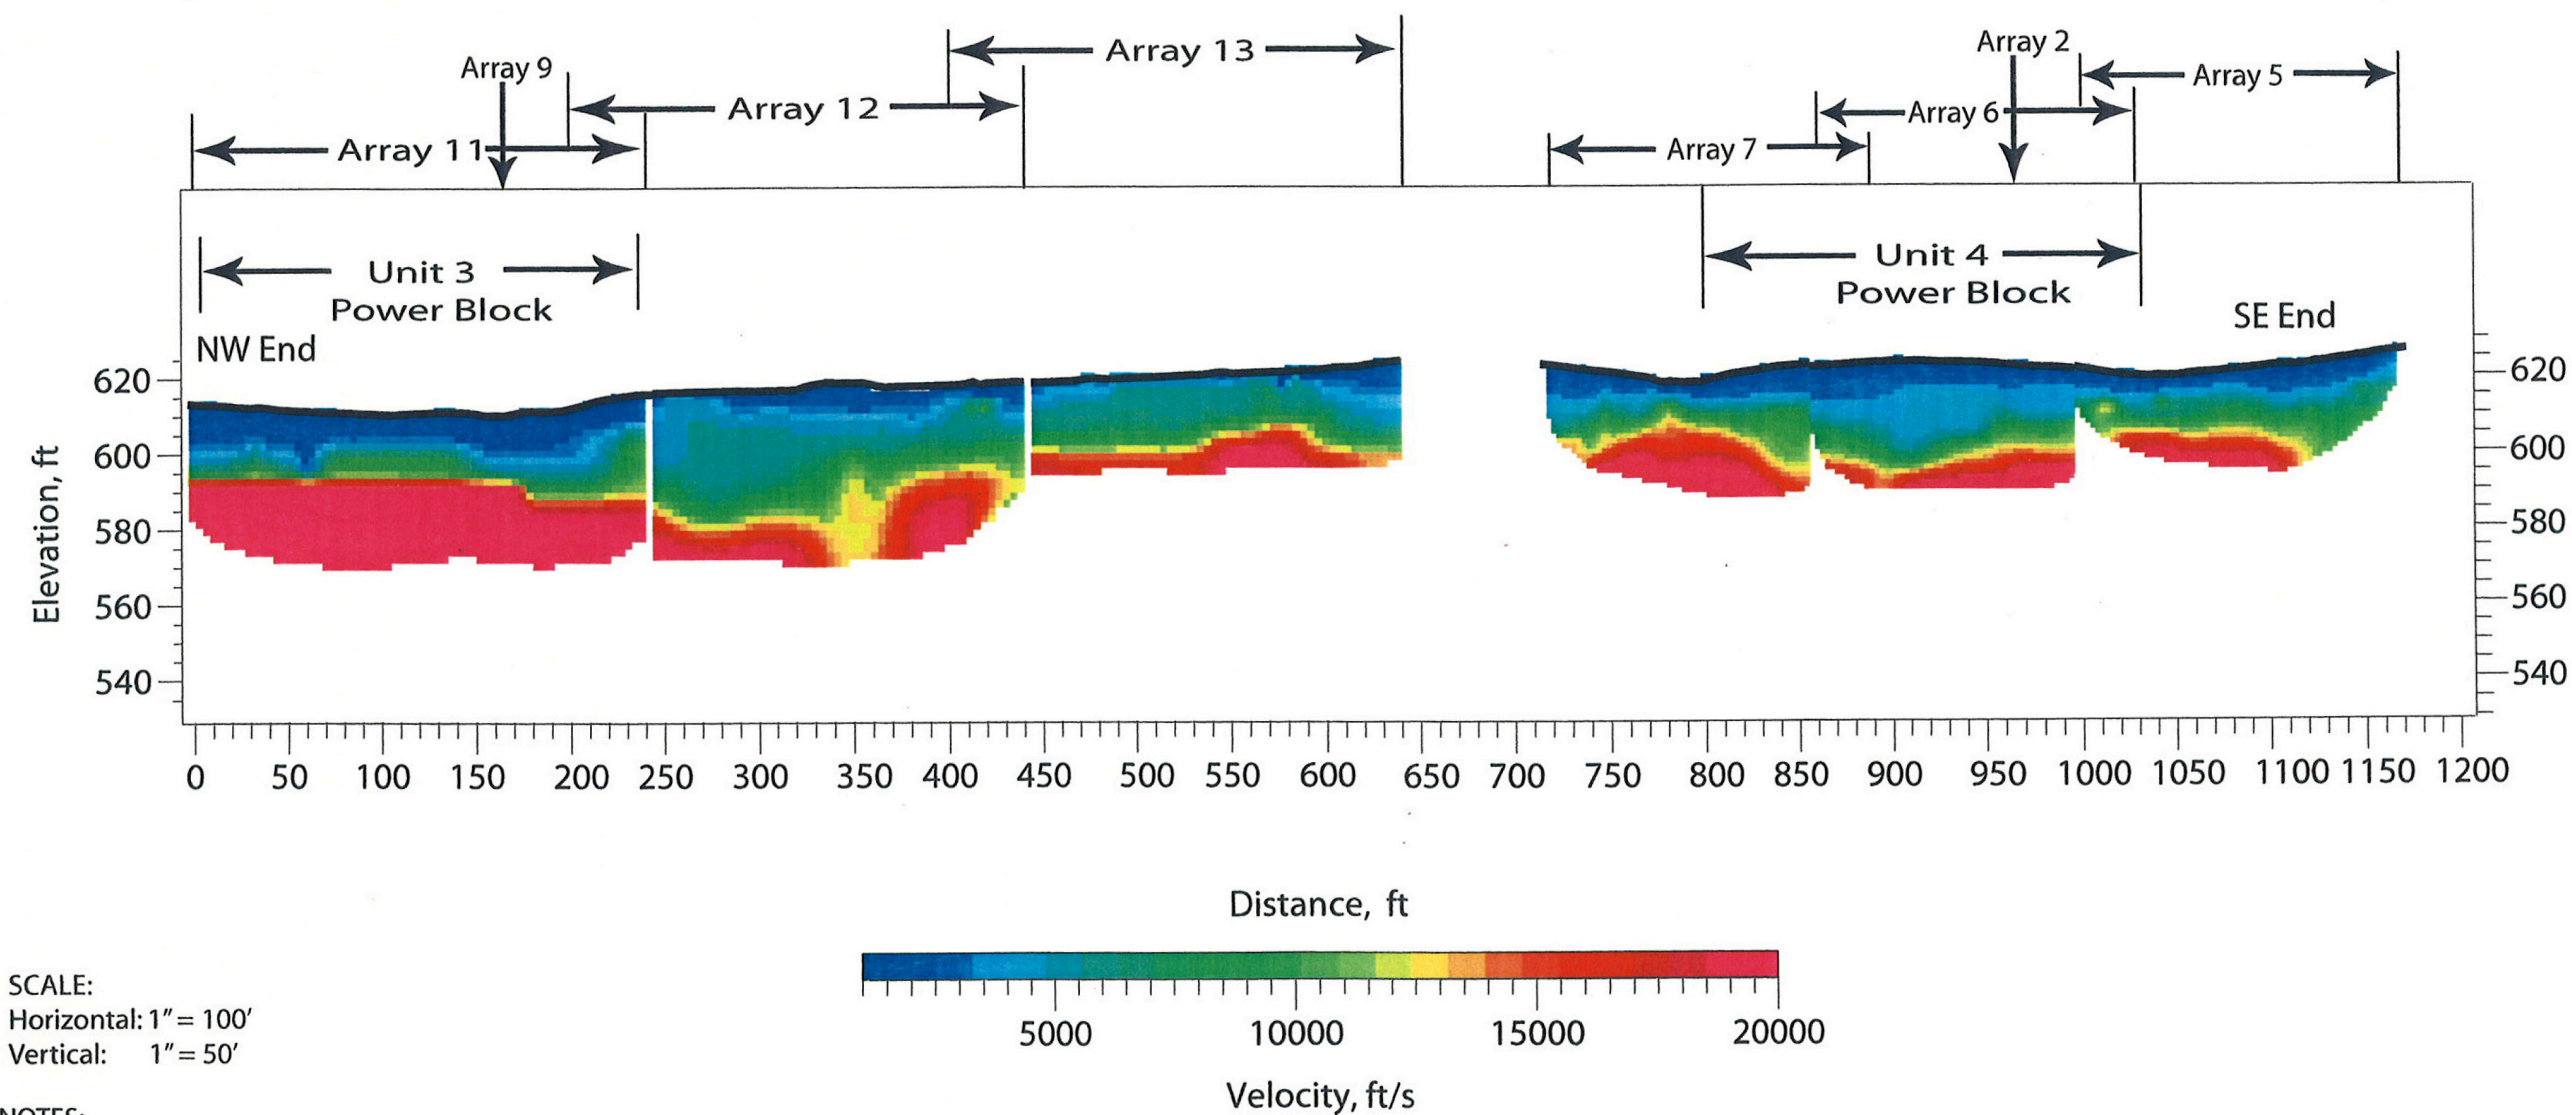 Array 13
Array 2
Array 9
Array 5
Array 12
Array 6
Array 11
Array 7
Unit 3
Power Block
Unit 4
Power Block
NW End
SE End
Elevation, ft
620
600
580
560
540
620
600
580
560
540
0 50 100 150 200 250 300 350 400 450 500 550 600 650 700 750 800 850 900 950 1000 1050 1100 1150 1200
Distance, ft
5000 10000 15000 20000
Velocity, ft/s
SCALE:
Horizontal: 1″ = 100′
Vertical: 1″ = 50′
NOTES: